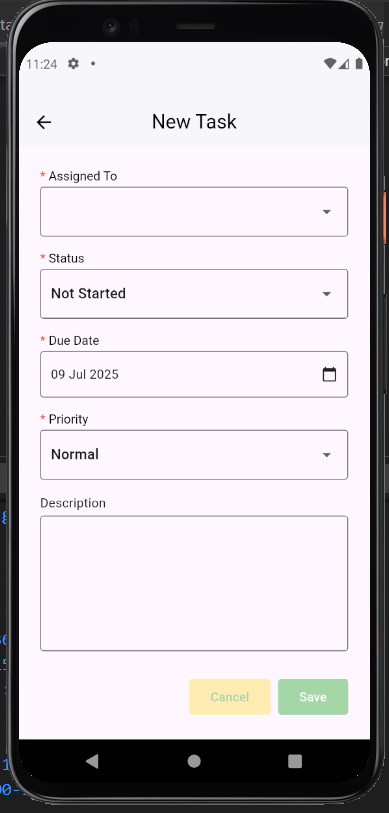 11:24
New Task
* Assigned To
* Status
Not Started
* Due Date
09 Jul 2025
* Priority
Normal
Description
Cancel
Save